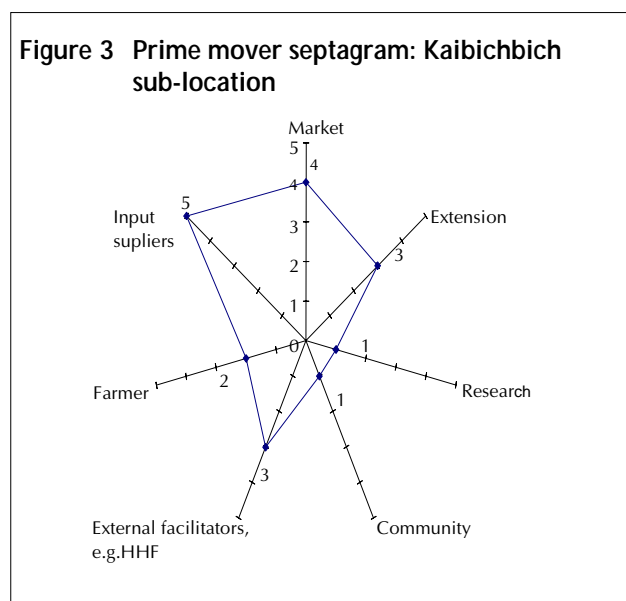 Figure 3 Prime mover septagram: Kaibichbich
sub-location
Market
5
4
4
5
Input
supliers
Extension
3
3
2
1
0
1
2
Farmer
Research
1
3
External facilitators,
e.g.HHF
Community